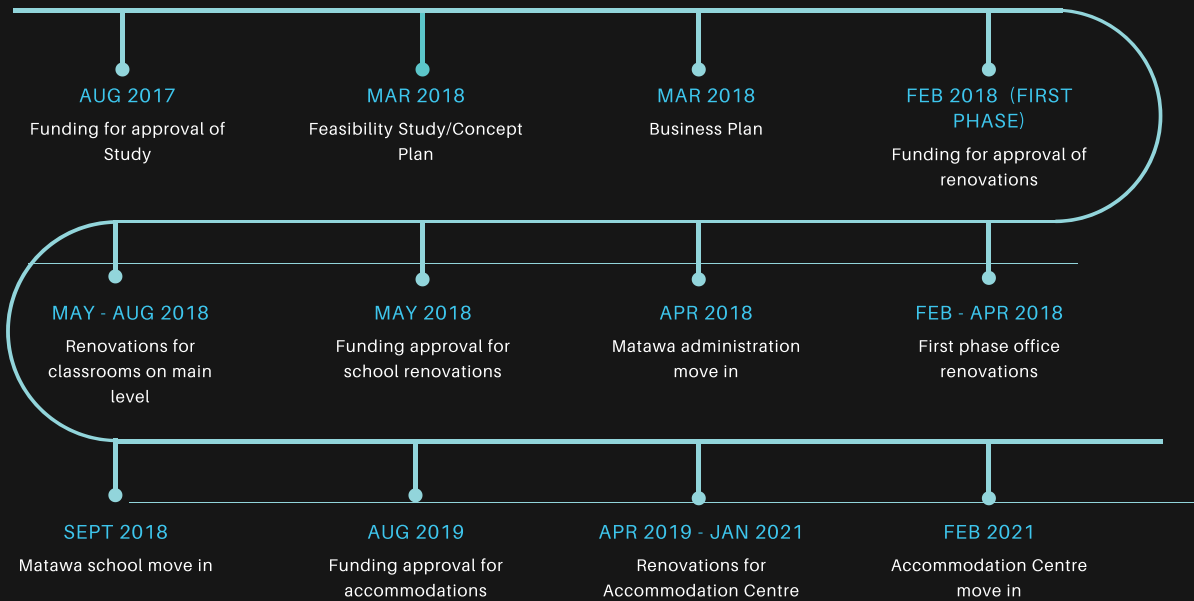 AUG 2017
Funding for approval of
Study
MAR 2018
Feasibility Study/Concept
Plan
MAR 2018
Business Plan
FEB 2018 (FIRST
PHASE)
Funding for approval of
renovations
MAY - AUG 2018
Renovations for
classrooms on main
level
MAY 2018
Funding approval for
school renovations
APR 2018
Matawa administration
move in
FEB - APR 2018
First phase office
renovations
SEPT 2018
Matawa school move in
AUG 2019
Funding approval for
accommodations
APR 2019 - JAN 2021
Renovations for
Accommodation Centre
FEB 2021
Accommodation Centre
move in